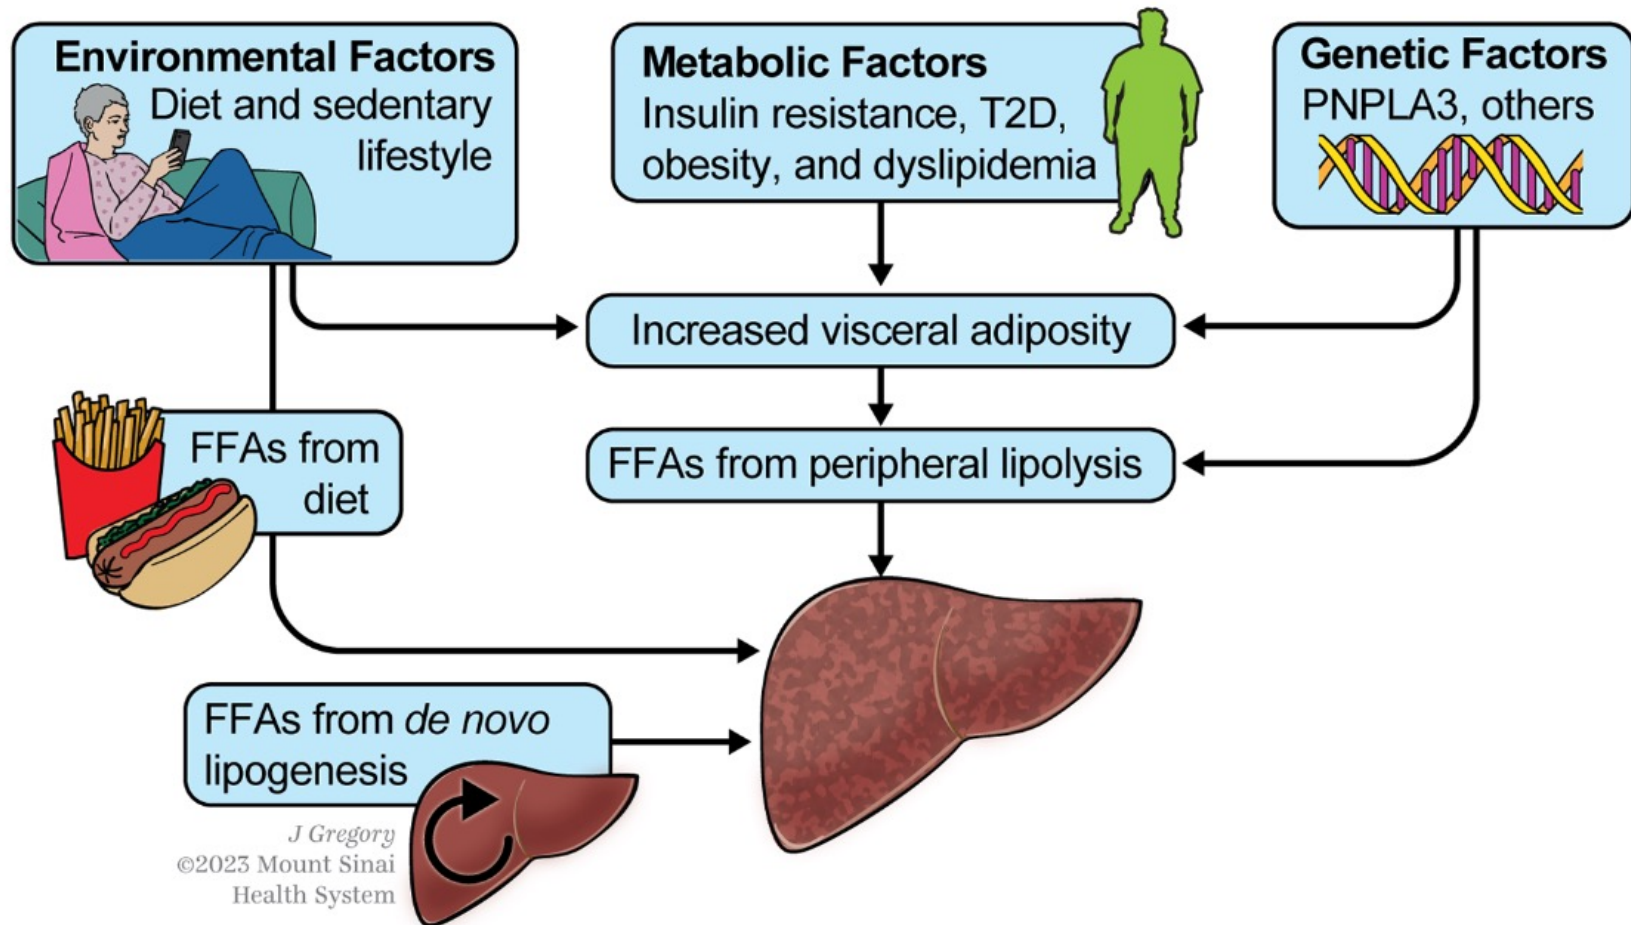 Environmental Factors
Diet and sedentary
lifestyle
Metabolic Factors
Insulin resistance, T2D,
obesity, and dyslipidemia
Genetic Factors
PNPLA3, others
Increased visceral adiposity
FFAs from
diet
FFAs from peripheral lipolysis
FFAs from de novo
lipogenesis
J Gregory
©2023 Mount Sinai
Health System